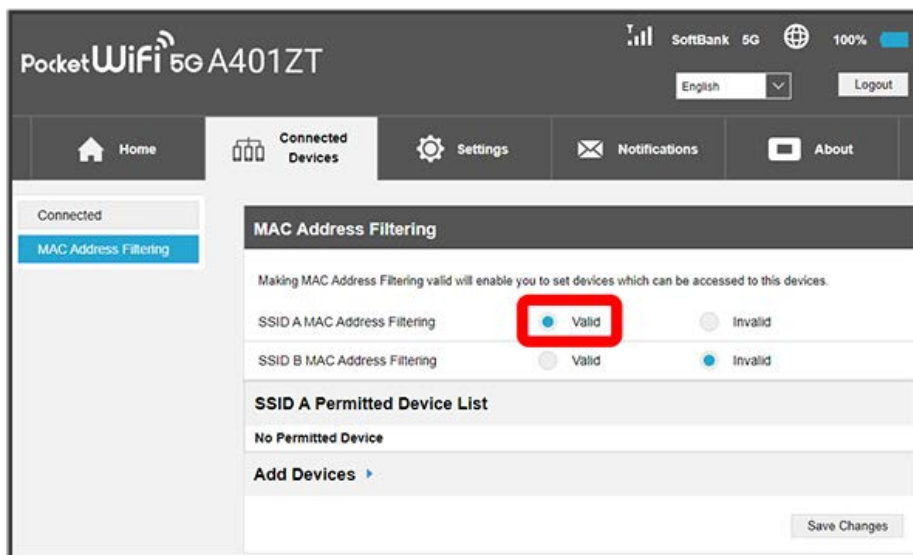 SoftBank 5G 100%
Pocket WiFi 5G A401ZT
English
Logout
Home
Connected
Devices
Settings
Notifications
About
Connected
MAC Address Filtering
MAC Address Filtering
Making MAC Address Filtering valid will enable you to set devices which can be accessed to this devices.
SSID A MAC Address Filtering Valid Invalid
SSID B MAC Address Filtering Valid Invalid
SSID A Permitted Device List
No Permitted Device
Add Devices
Save Changes